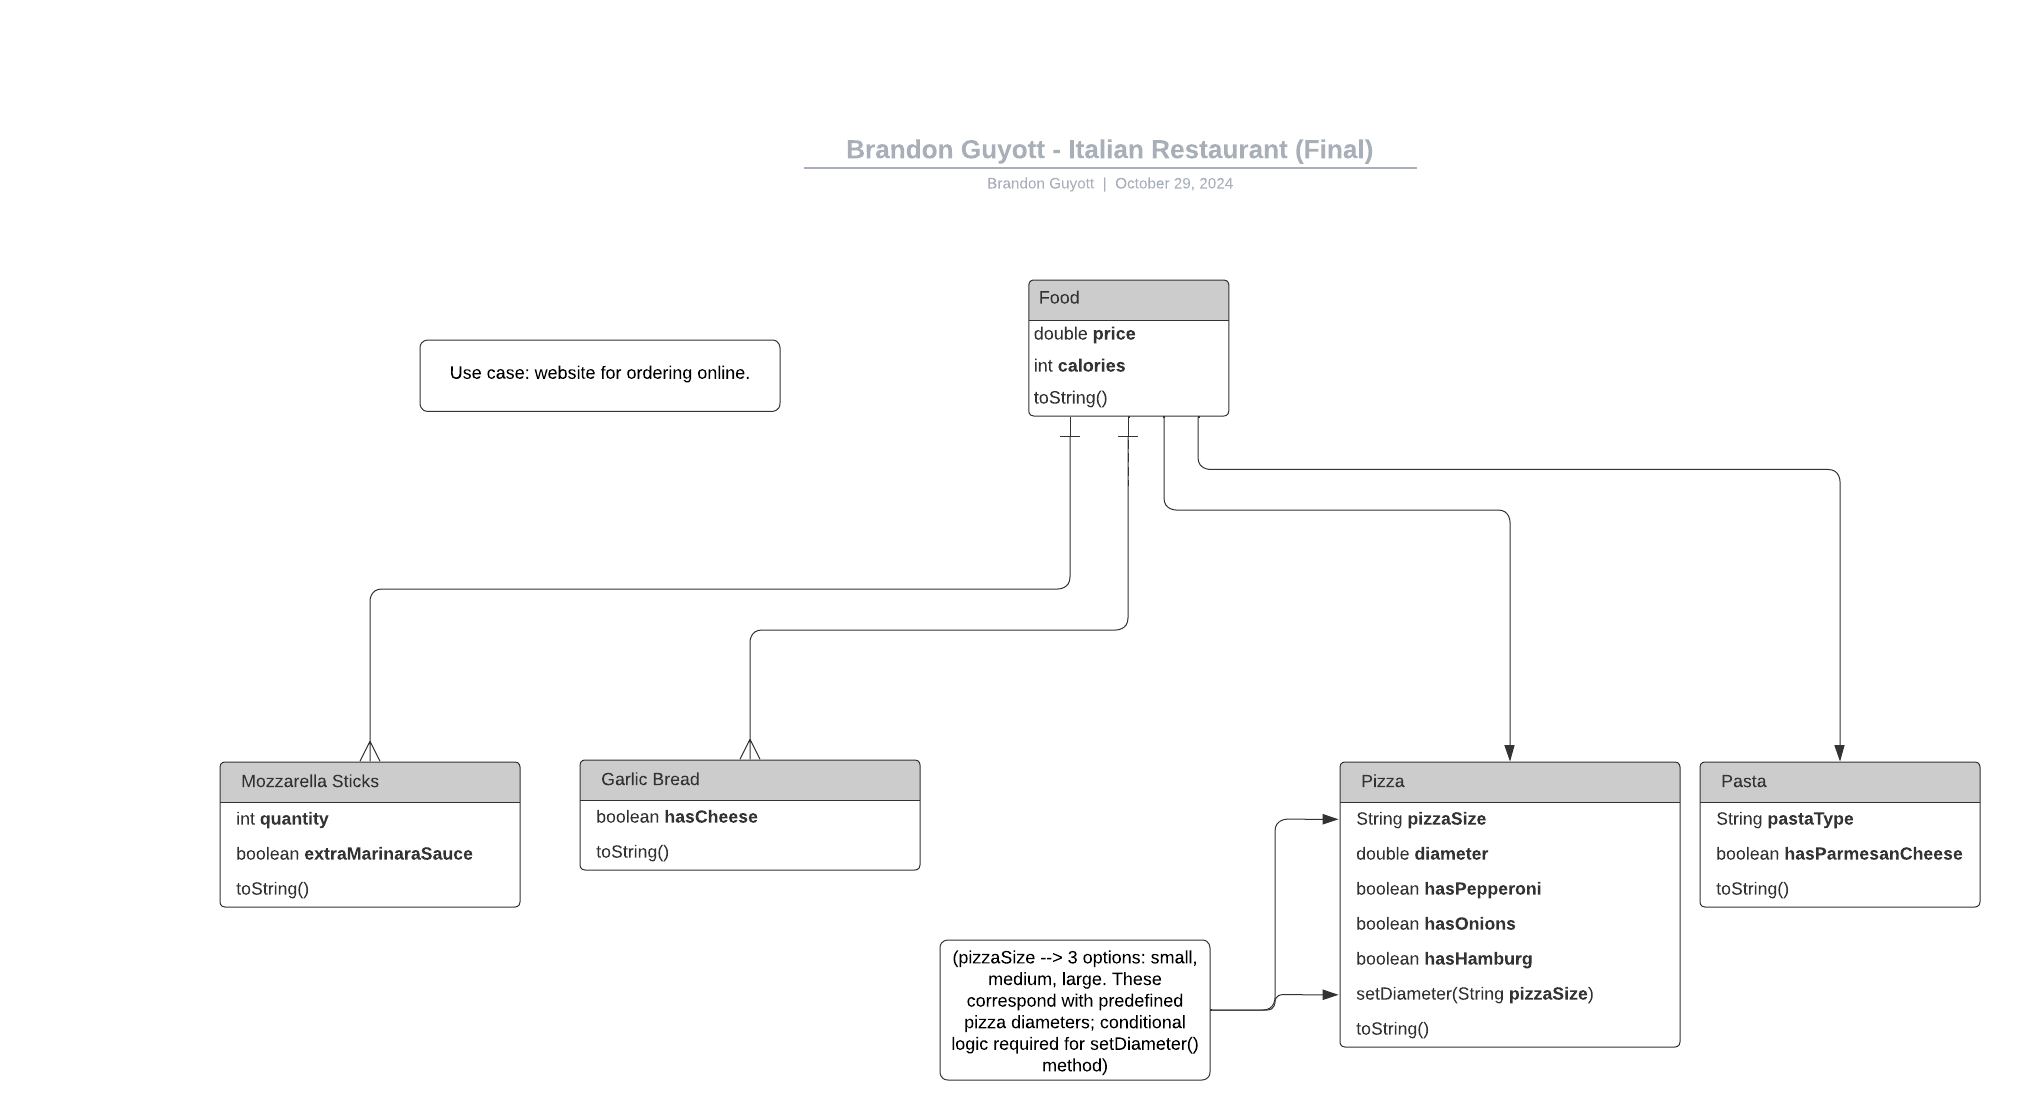 Brandon Guyott - Italian Restaurant (Final)
Brandon Guyott | October 29, 2024
Food
double price
int calories
toString()
Use case: website for ordering online.
Mozzarella Sticks
int quantity
boolean extraMarinaraSauce
toString()
Garlic Bread
boolean hasCheese
toString()
Pizza
String pizzaSize
double diameter
boolean hasPepperoni
boolean hasOnions
boolean hasHamburg
setDiameter(String pizzaSize)
toString()
Pasta
String pastaType
boolean hasParmesanCheese
toString()
(pizzaSize --> 3 options: small,
medium, large. These
correspond with predefined
pizza diameters; conditional
logic required for setDiameter()
method)